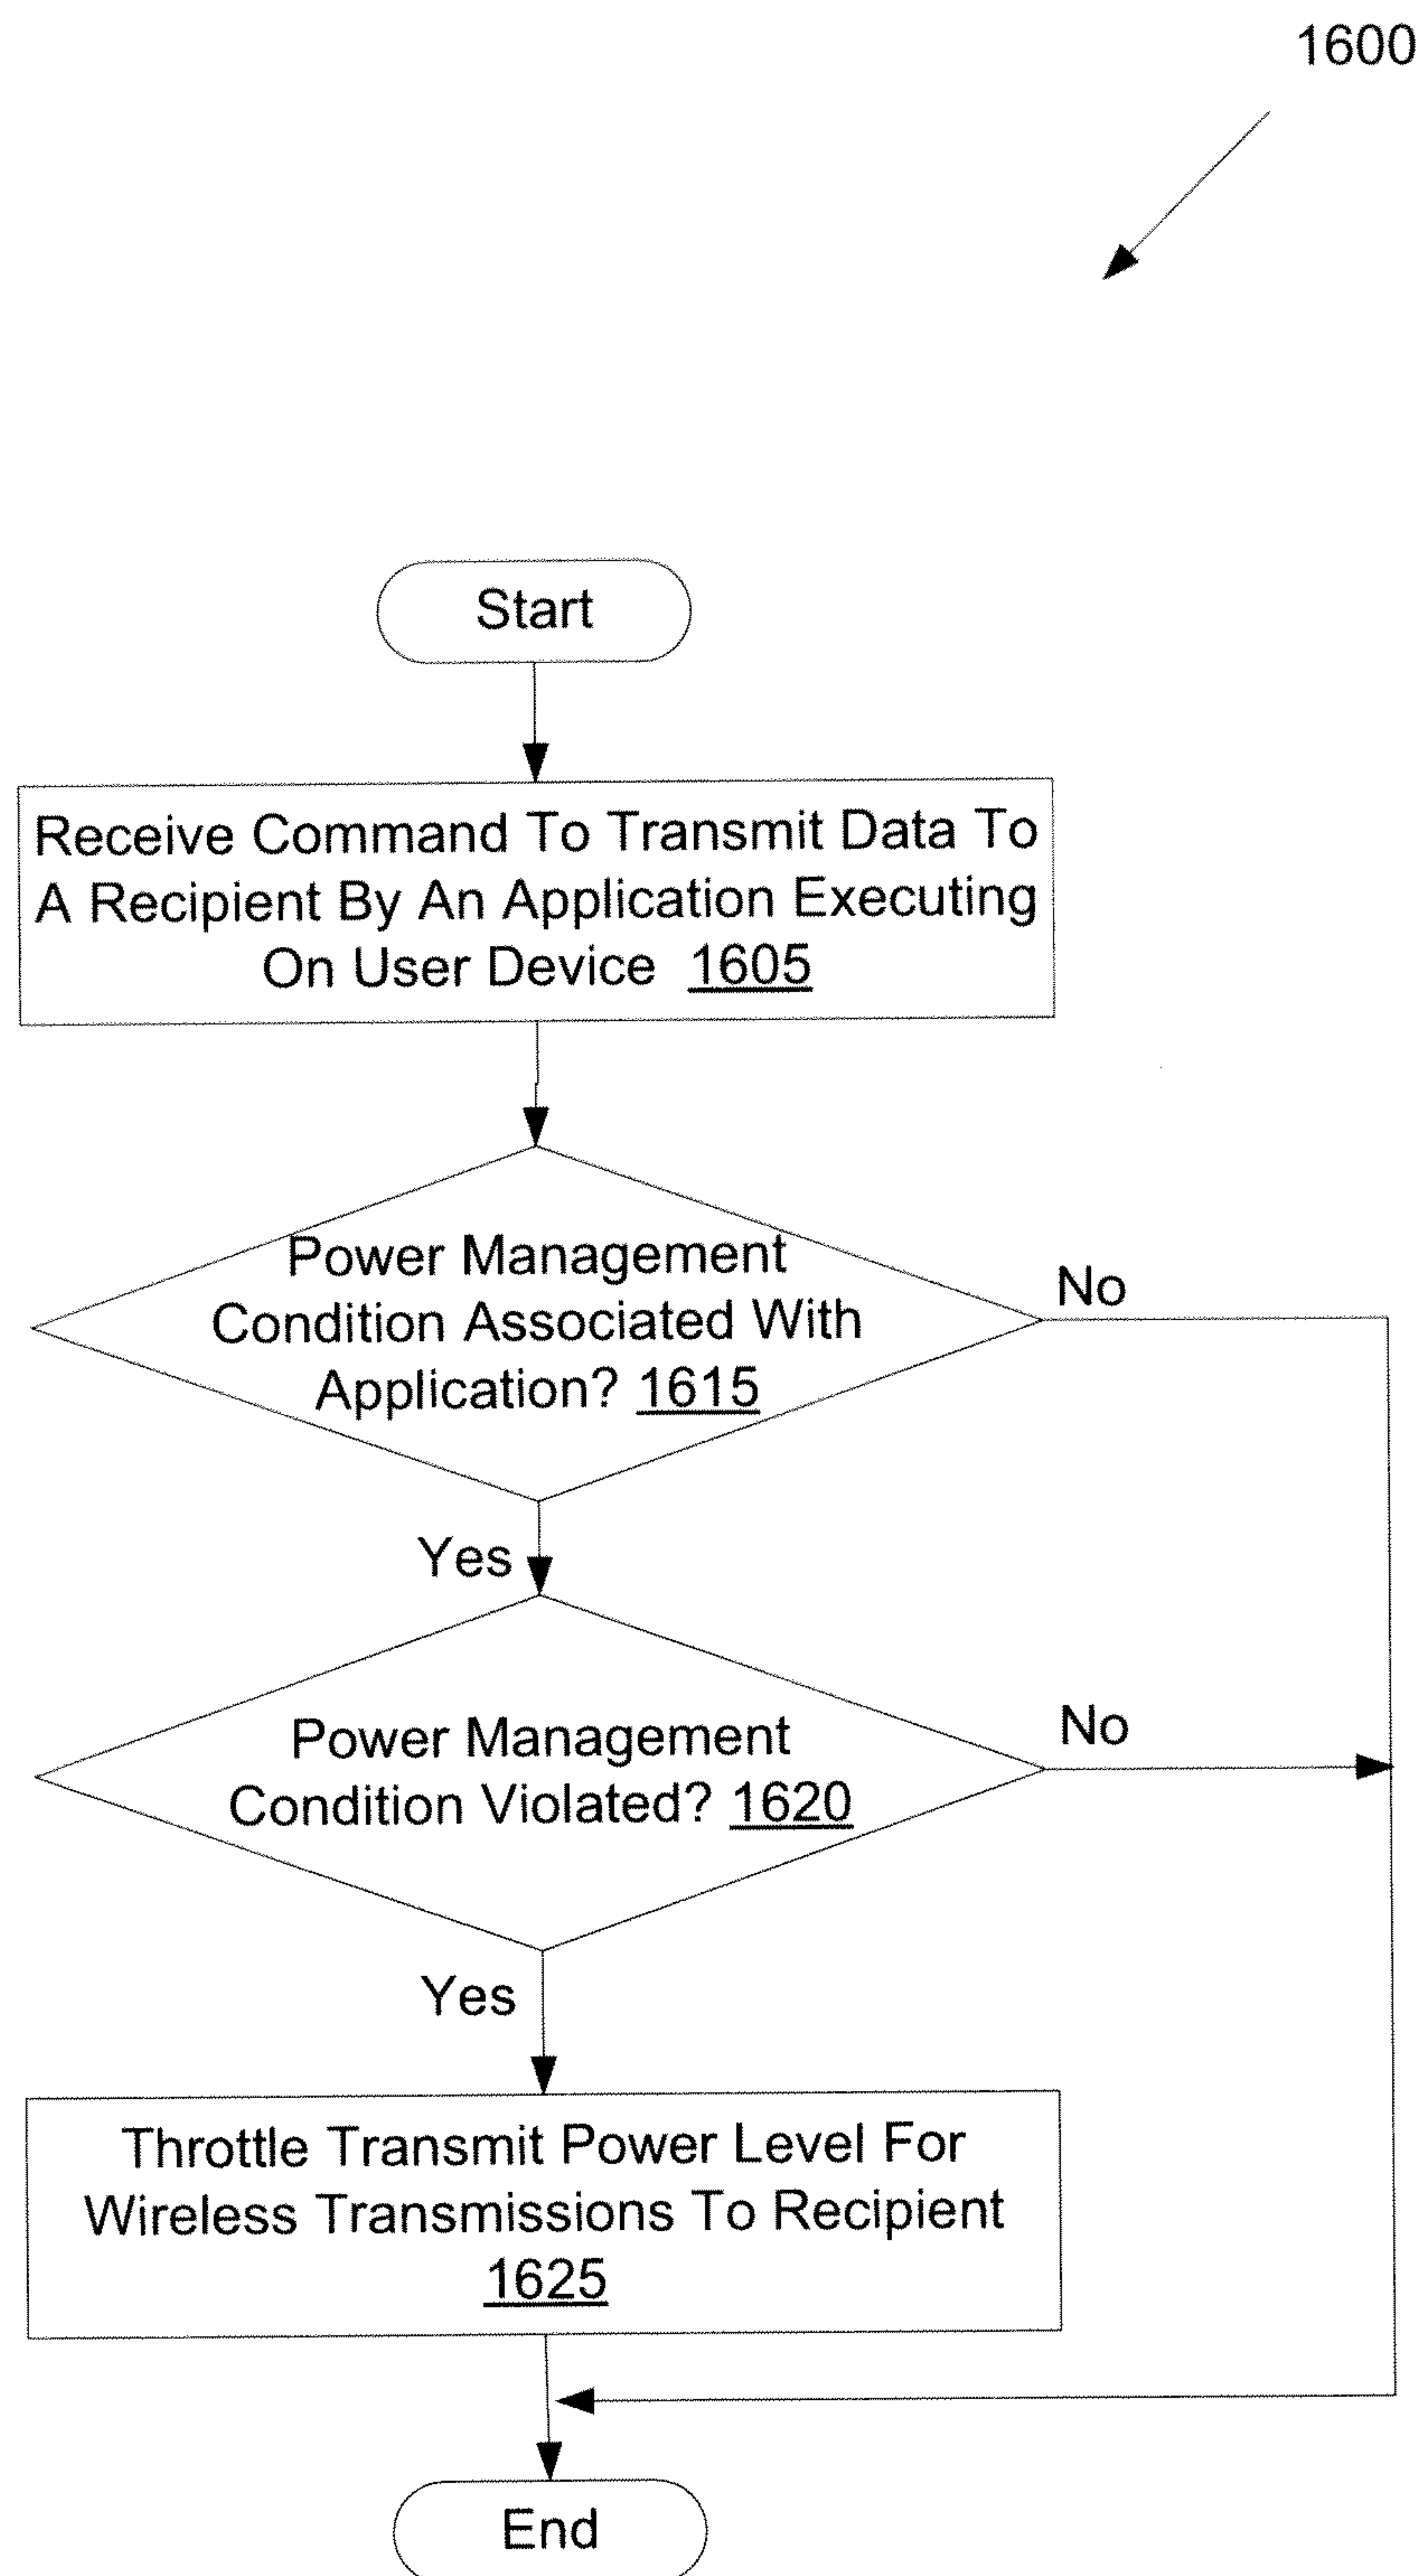 1600
Start
Receive Command To Transmit Data To
A Recipient By An Application Executing
On User Device 1605
Power Management
Condition Associated With
Application? 1615
No
Yes
Power Management
Condition Violated? 1620
No
Yes
Throttle Transmit Power Level For
Wireless Transmissions To Recipient
1625
End